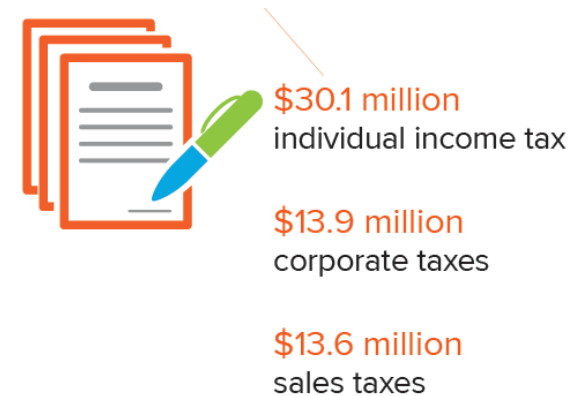 $30.1 million
individual income tax
$13.9 million
corporate taxes
$13.6 million
sales taxes